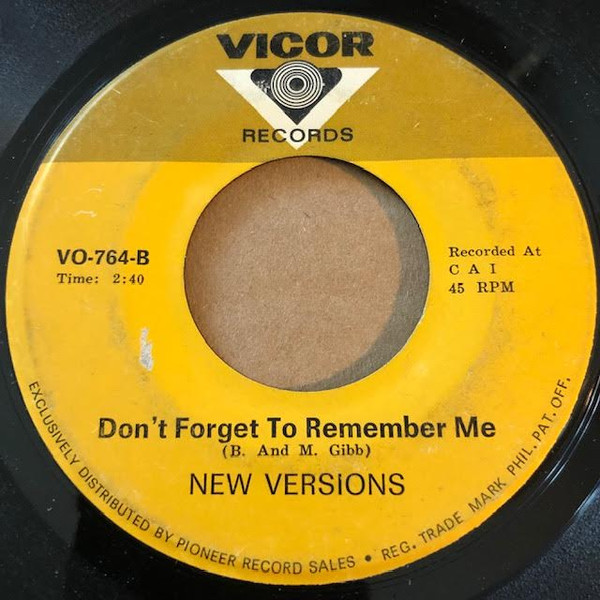 VICOR
RECORDS
VO-764-B
Time: 2:40
Recorded At
C A I
45 RPM
Don't Forget To Remember Me
(B. And M. Gibb)
NEW VERSIONS
EXCLUSIVELY DISTRIBUTED BY PIONEER RECORD SALES • REG. TRADE MARK PHIL. PAT. OFF.